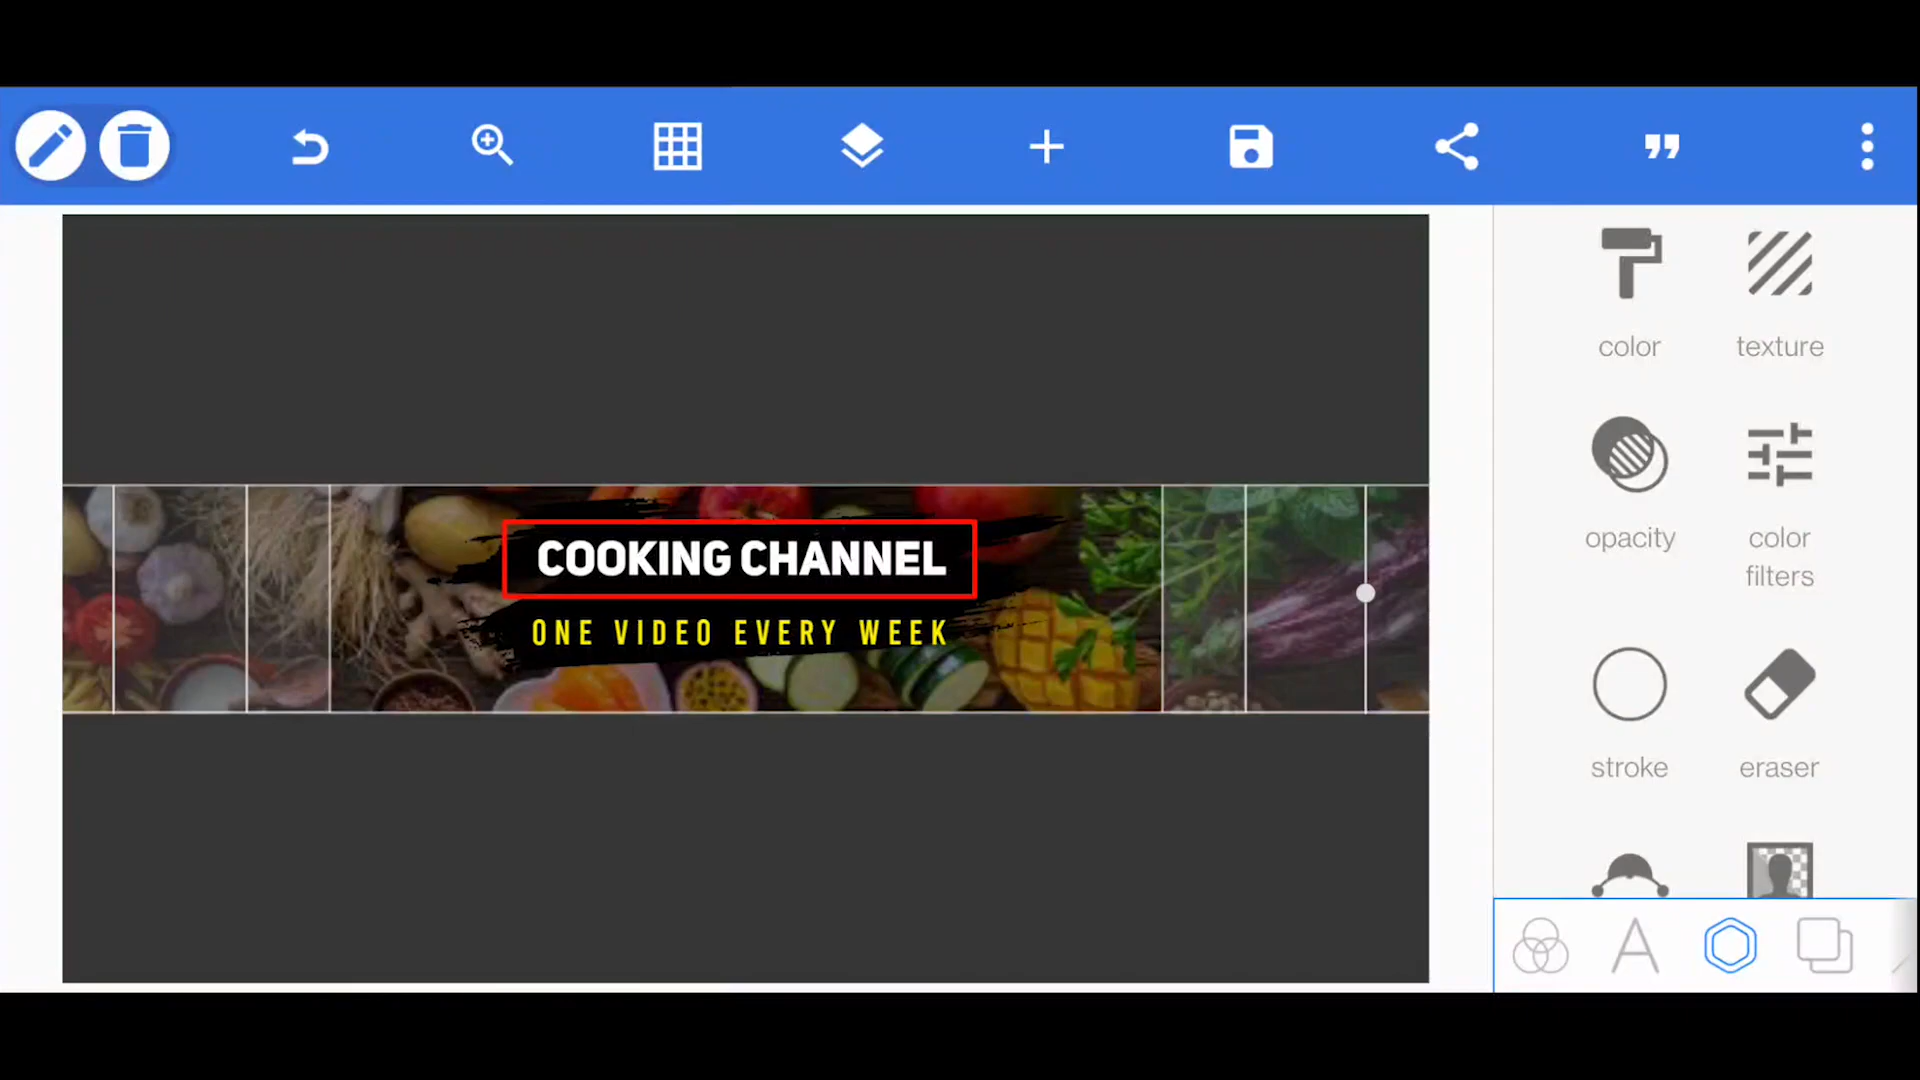 color
texture
opacity
color
filters
COOKING CHANNEL
ONE VIDEO EVERY WEEK
stroke
eraser